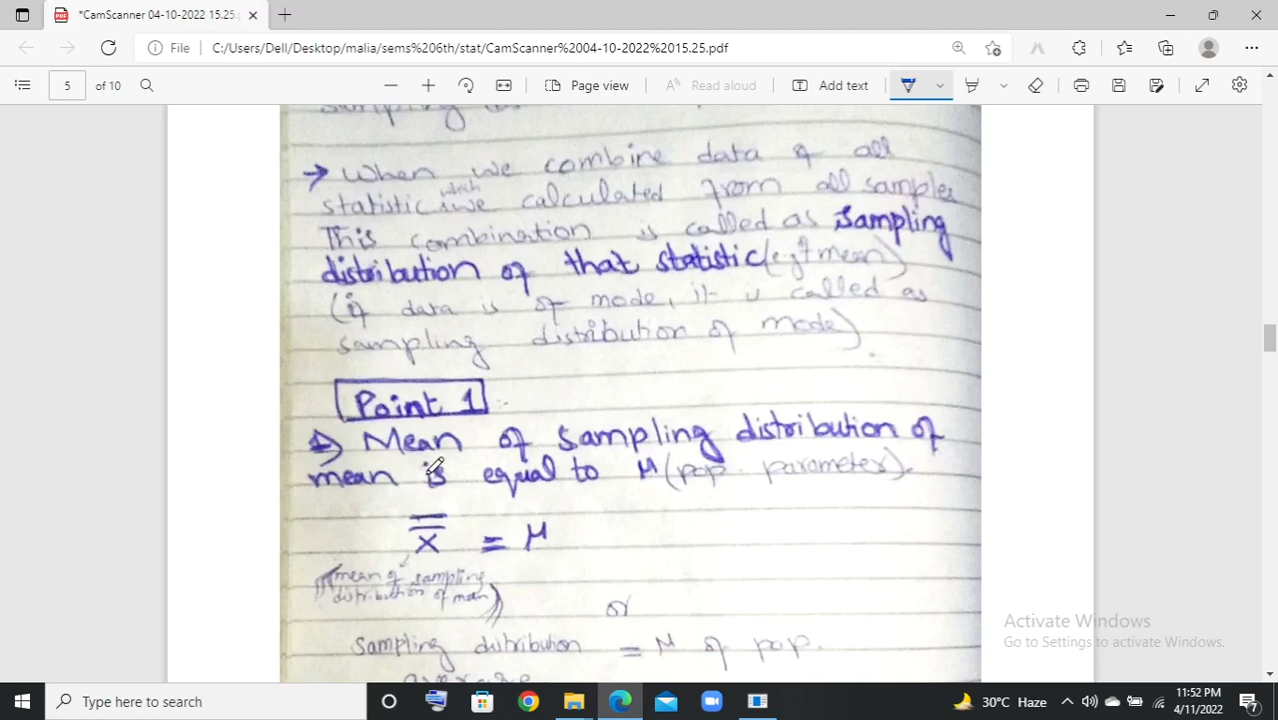 *CamScanner 04-10-2022 15.25.pdf
File C:/Users/Dell/Desktop/malia/sems%206th/stat/CamScanner%2004-10-2022%2015.25.pdf
5 of 10 Page view Read aloud Add text
sampling
→ When we combine data of all
which
statistic we calculated from all samples
This combination is called as sampling
distribution of that statistic (e.g of mean)
(if data is of mode, it is called as
sampling distribution of mode)
Point 1
Mean of sampling distribution of
mean is equal to μ (pop. parameter).
x̿ = μ
(mean of sampling
distribution of mean)
or
Sampling distribution = μ of pop.
average
Activate Windows
Go to Settings to activate Windows.
Type here to search 30°C Haze 11:52 PM
4/11/2022 7